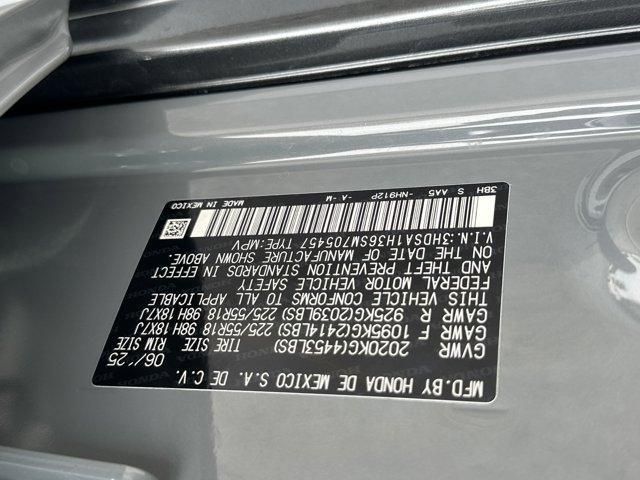 MFD.BY HONDA DE MEXICO S.A. DE C.V. 06/'25
GVWR 2020KG(4453LBS) TIRE SIZE RIM SIZE
GAWR F 1095KG(2414LBS) 225/55R18 98H 18X7J
GAWR R 925KG(2039LBS) 225/55R18 98H 18X7J
THIS VEHICLE CONFORMS TO ALL APPLICABLE
FEDERAL MOTOR VEHICLE SAFETY
AND THEFT PREVENTION STANDARDS IN EFFECT
ON THE DATE OF MANUFACTURE SHOWN ABOVE.
V.I.N.:3HDSA1H36SM705457 TYPE:MPV
3BH S AA5 -NH912P -A -M MADE IN MEXICO